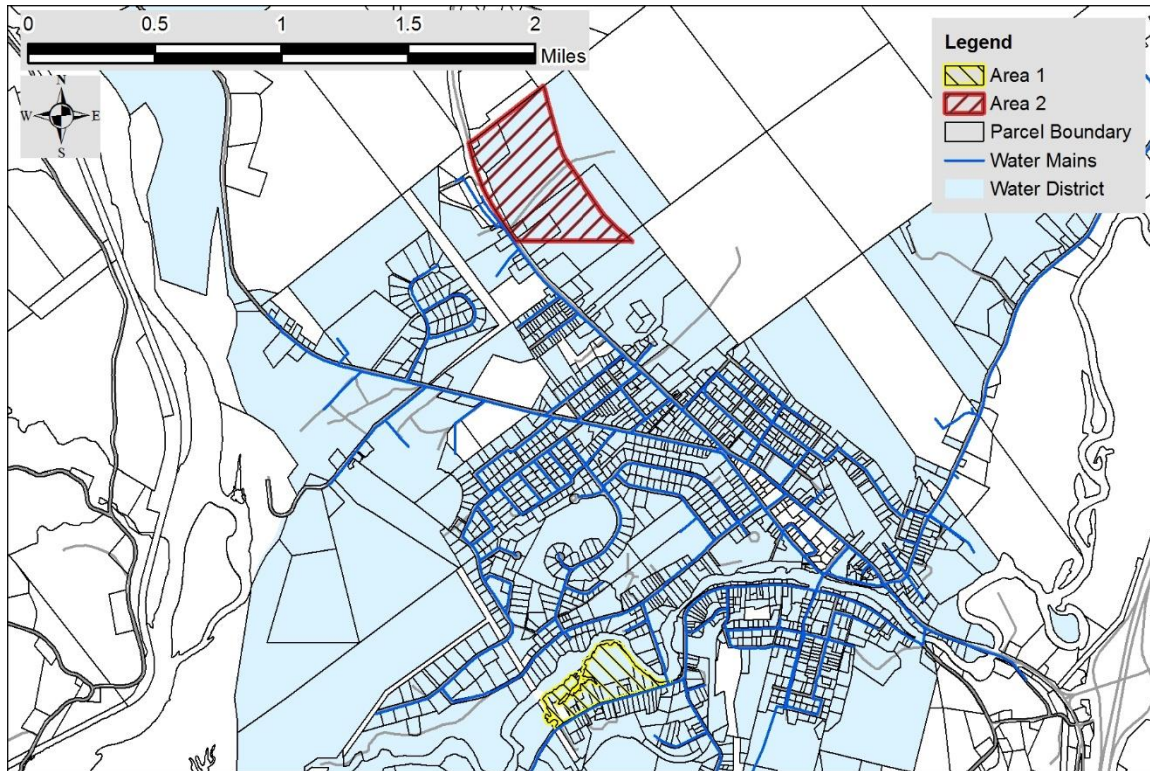 0 0.5 1 1.5 2
Miles
N
W E
S
Legend
Area 1
Area 2
Parcel Boundary
Water Mains
Water District